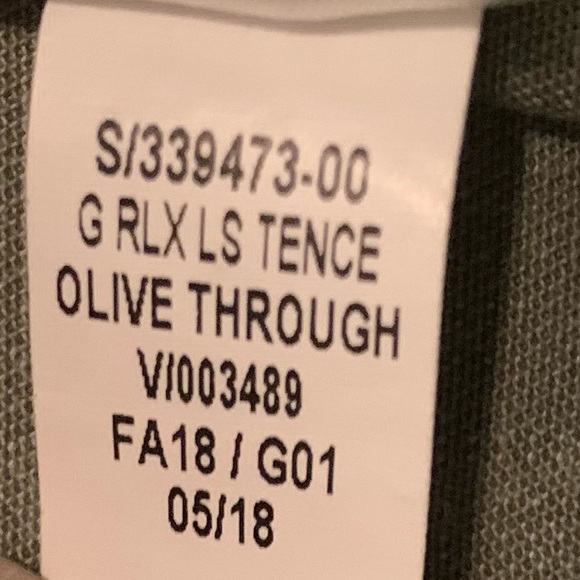 S/339473-00
G RLX LS TENCE
OLIVE THROUGH
V/003489
FA18 / G01
05/18